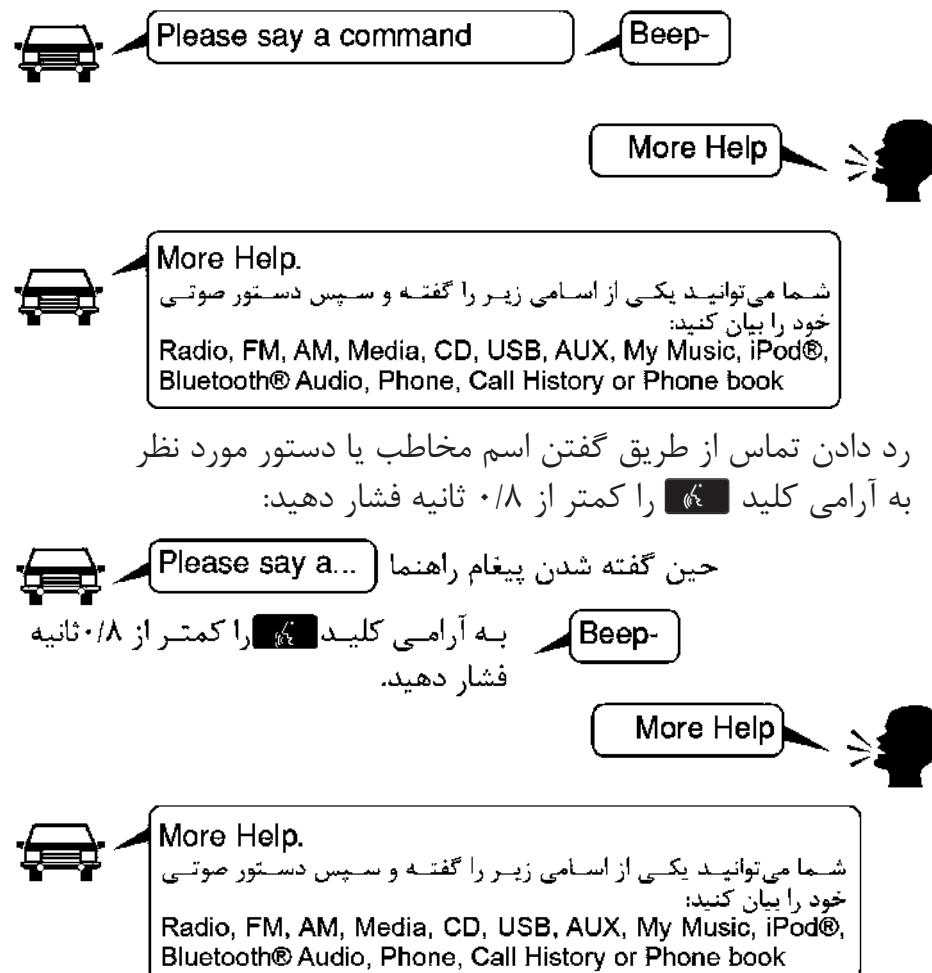 Please say a command
Beep-
More Help
More Help.
شما می‌توانید یکی از اسامی زیر را گفته و سپس دستور صوتی
خود را بیان کنید:
Radio, FM, AM, Media, CD, USB, AUX, My Music, iPod®,
Bluetooth® Audio, Phone, Call History or Phone book
رد دادن تماس از طریق گفتن اسم مخاطب یا دستور مورد نظر
به آرامی کلید را کمتر از ۰/۸ ثانیه فشار دهید:
حین گفته شدن پیغام راهنما
Please say a...
به آرامی کلید را کمتر از ۰/۸ ثانیه
فشار دهید.
Beep-
More Help
More Help.
شما می‌توانید یکی از اسامی زیر را گفته و سپس دستور صوتی
خود را بیان کنید:
Radio, FM, AM, Media, CD, USB, AUX, My Music, iPod®,
Bluetooth® Audio, Phone, Call History or Phone book